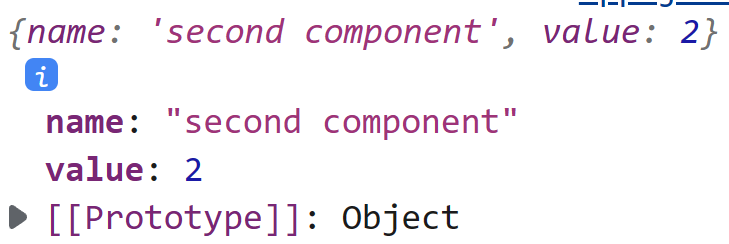 {name: 'second component', value: 2}
i
name: "second component"
value: 2
[[Prototype]]: Object